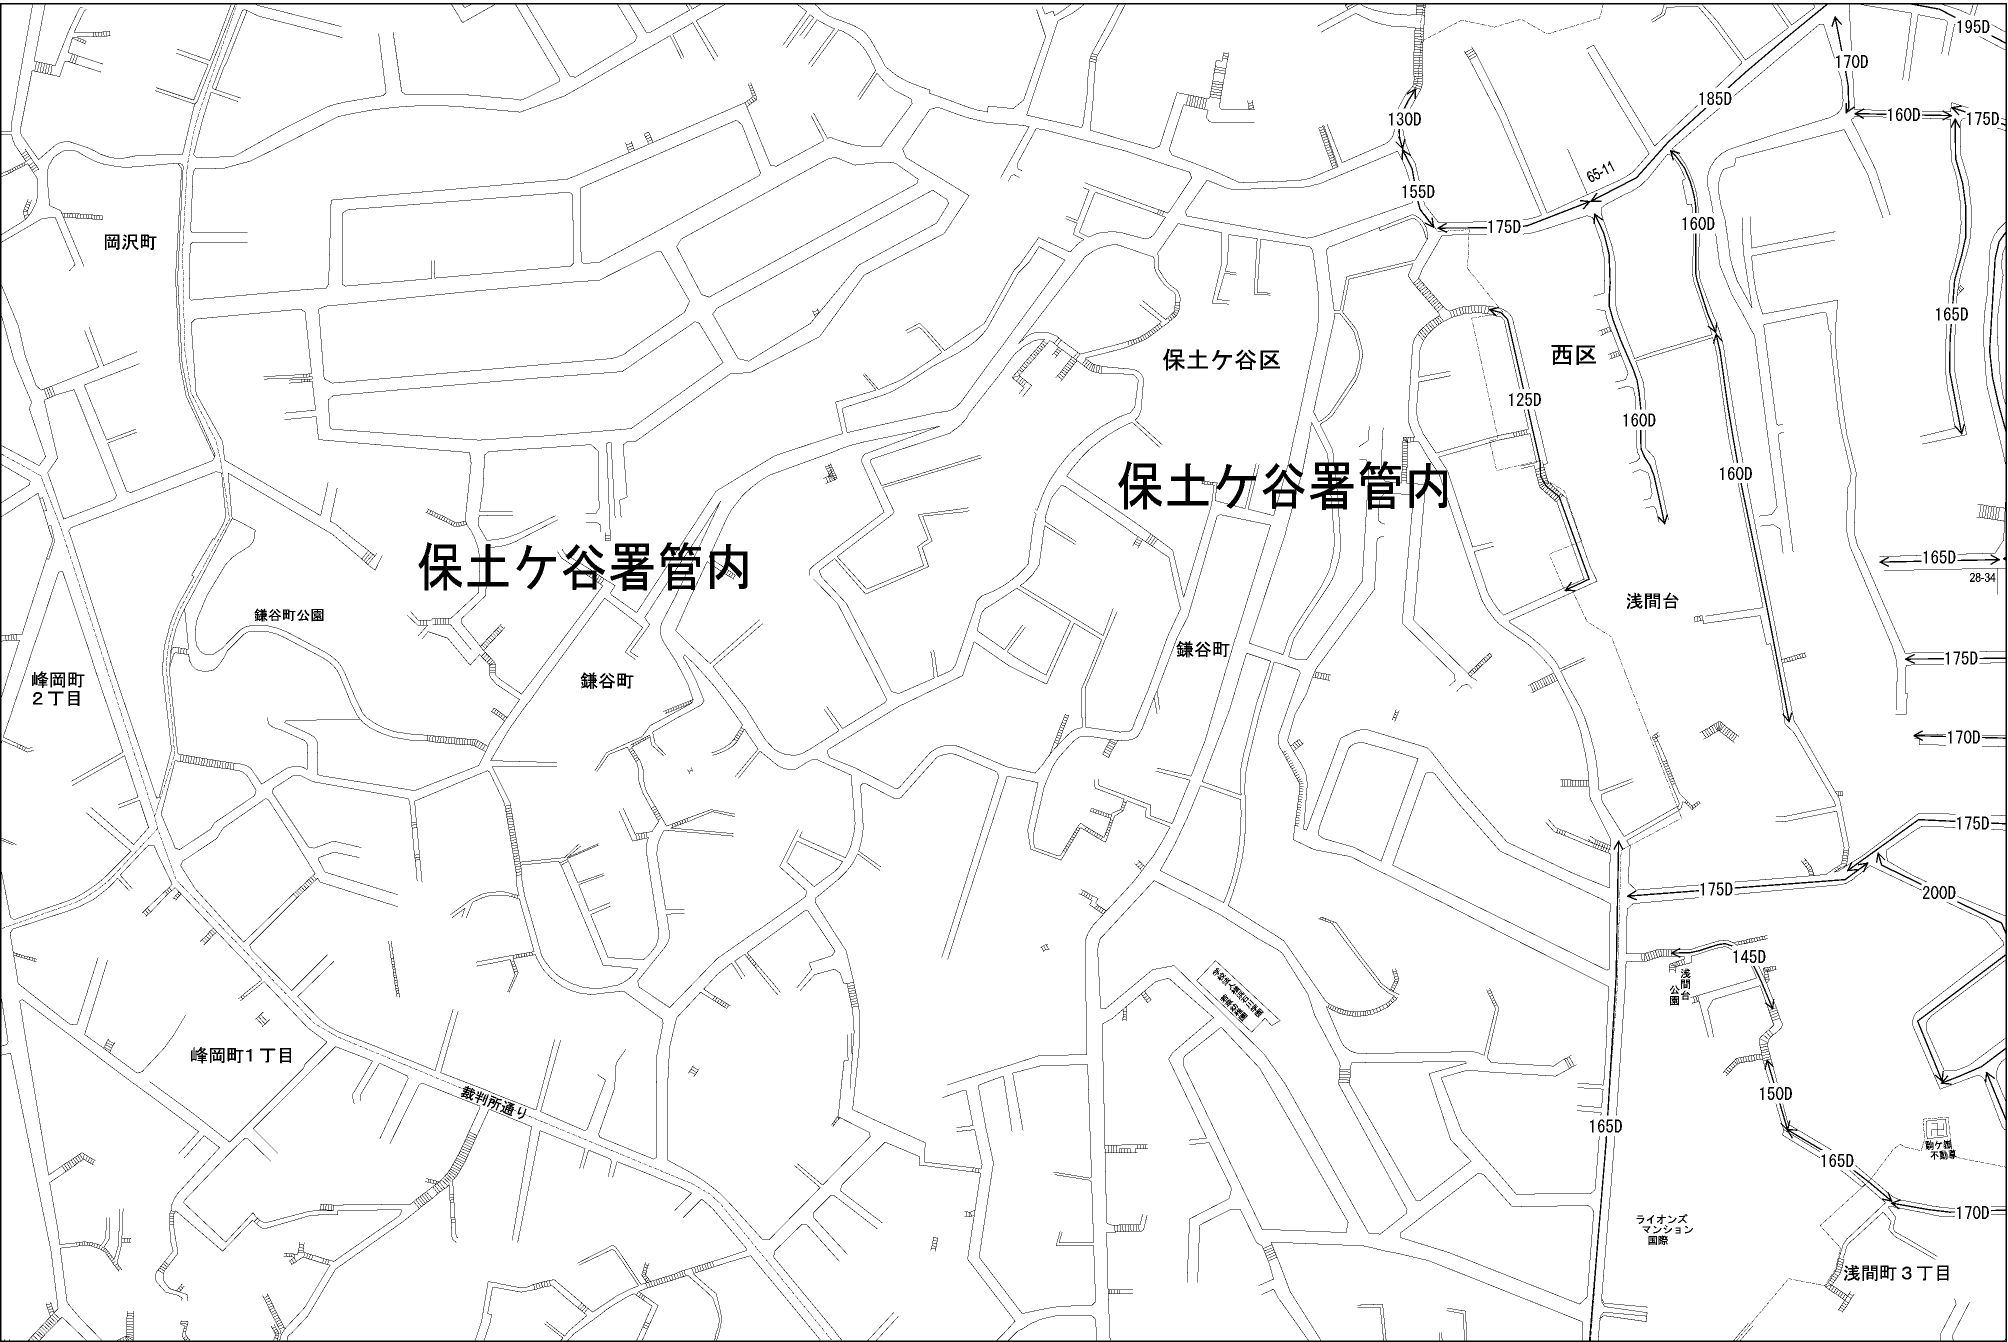 195D
170D
185D
160D
175D
130D
65-11
155D
175D
160D
岡沢町
165D
保土ケ谷区
西区
125D
160D
160D
保土ケ谷署管内
保土ケ谷署管内
165D
28-34
浅間台
鎌谷町公園
鎌谷町
175D
峰岡町
2丁目
鎌谷町
170D
175D
175D
200D
145D
浅間台
公園
峰岡町1丁目
150D
裁判所通り
165D
駒ケ嶺
不動尊
165D
170D
ライオンズ
マンション
国際
浅間町3丁目